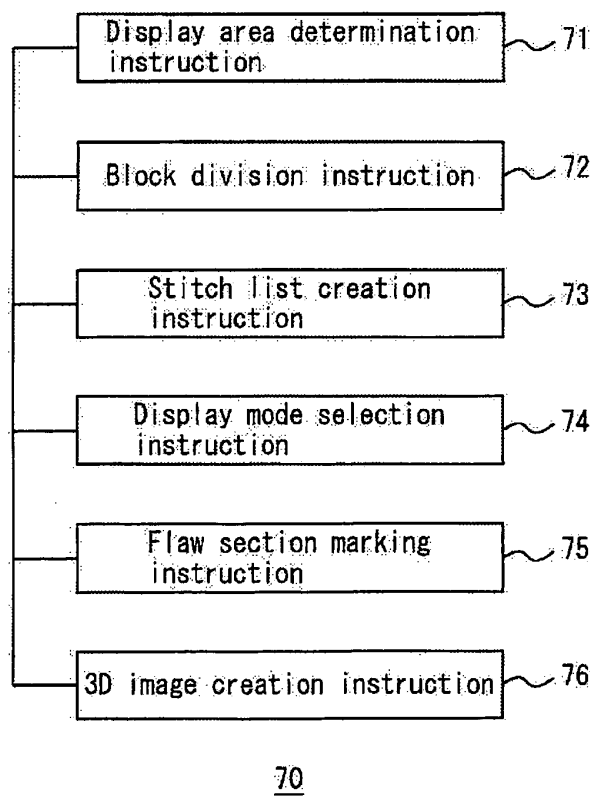 Display area determination
instruction
71
Block division instruction
72
Stitch list creation
instruction
73
Display mode selection
instruction
74
Flaw section marking
instruction
75
3D image creation instruction
76
70